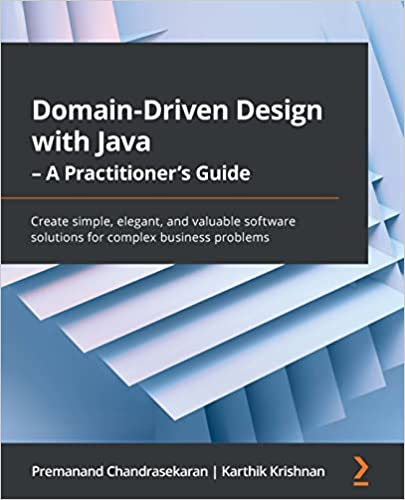 Domain-Driven Design
with Java
– A Practitioner's Guide
Create simple, elegant, and valuable software
solutions for complex business problems
Premanand Chandrasekaran | Karthik Krishnan